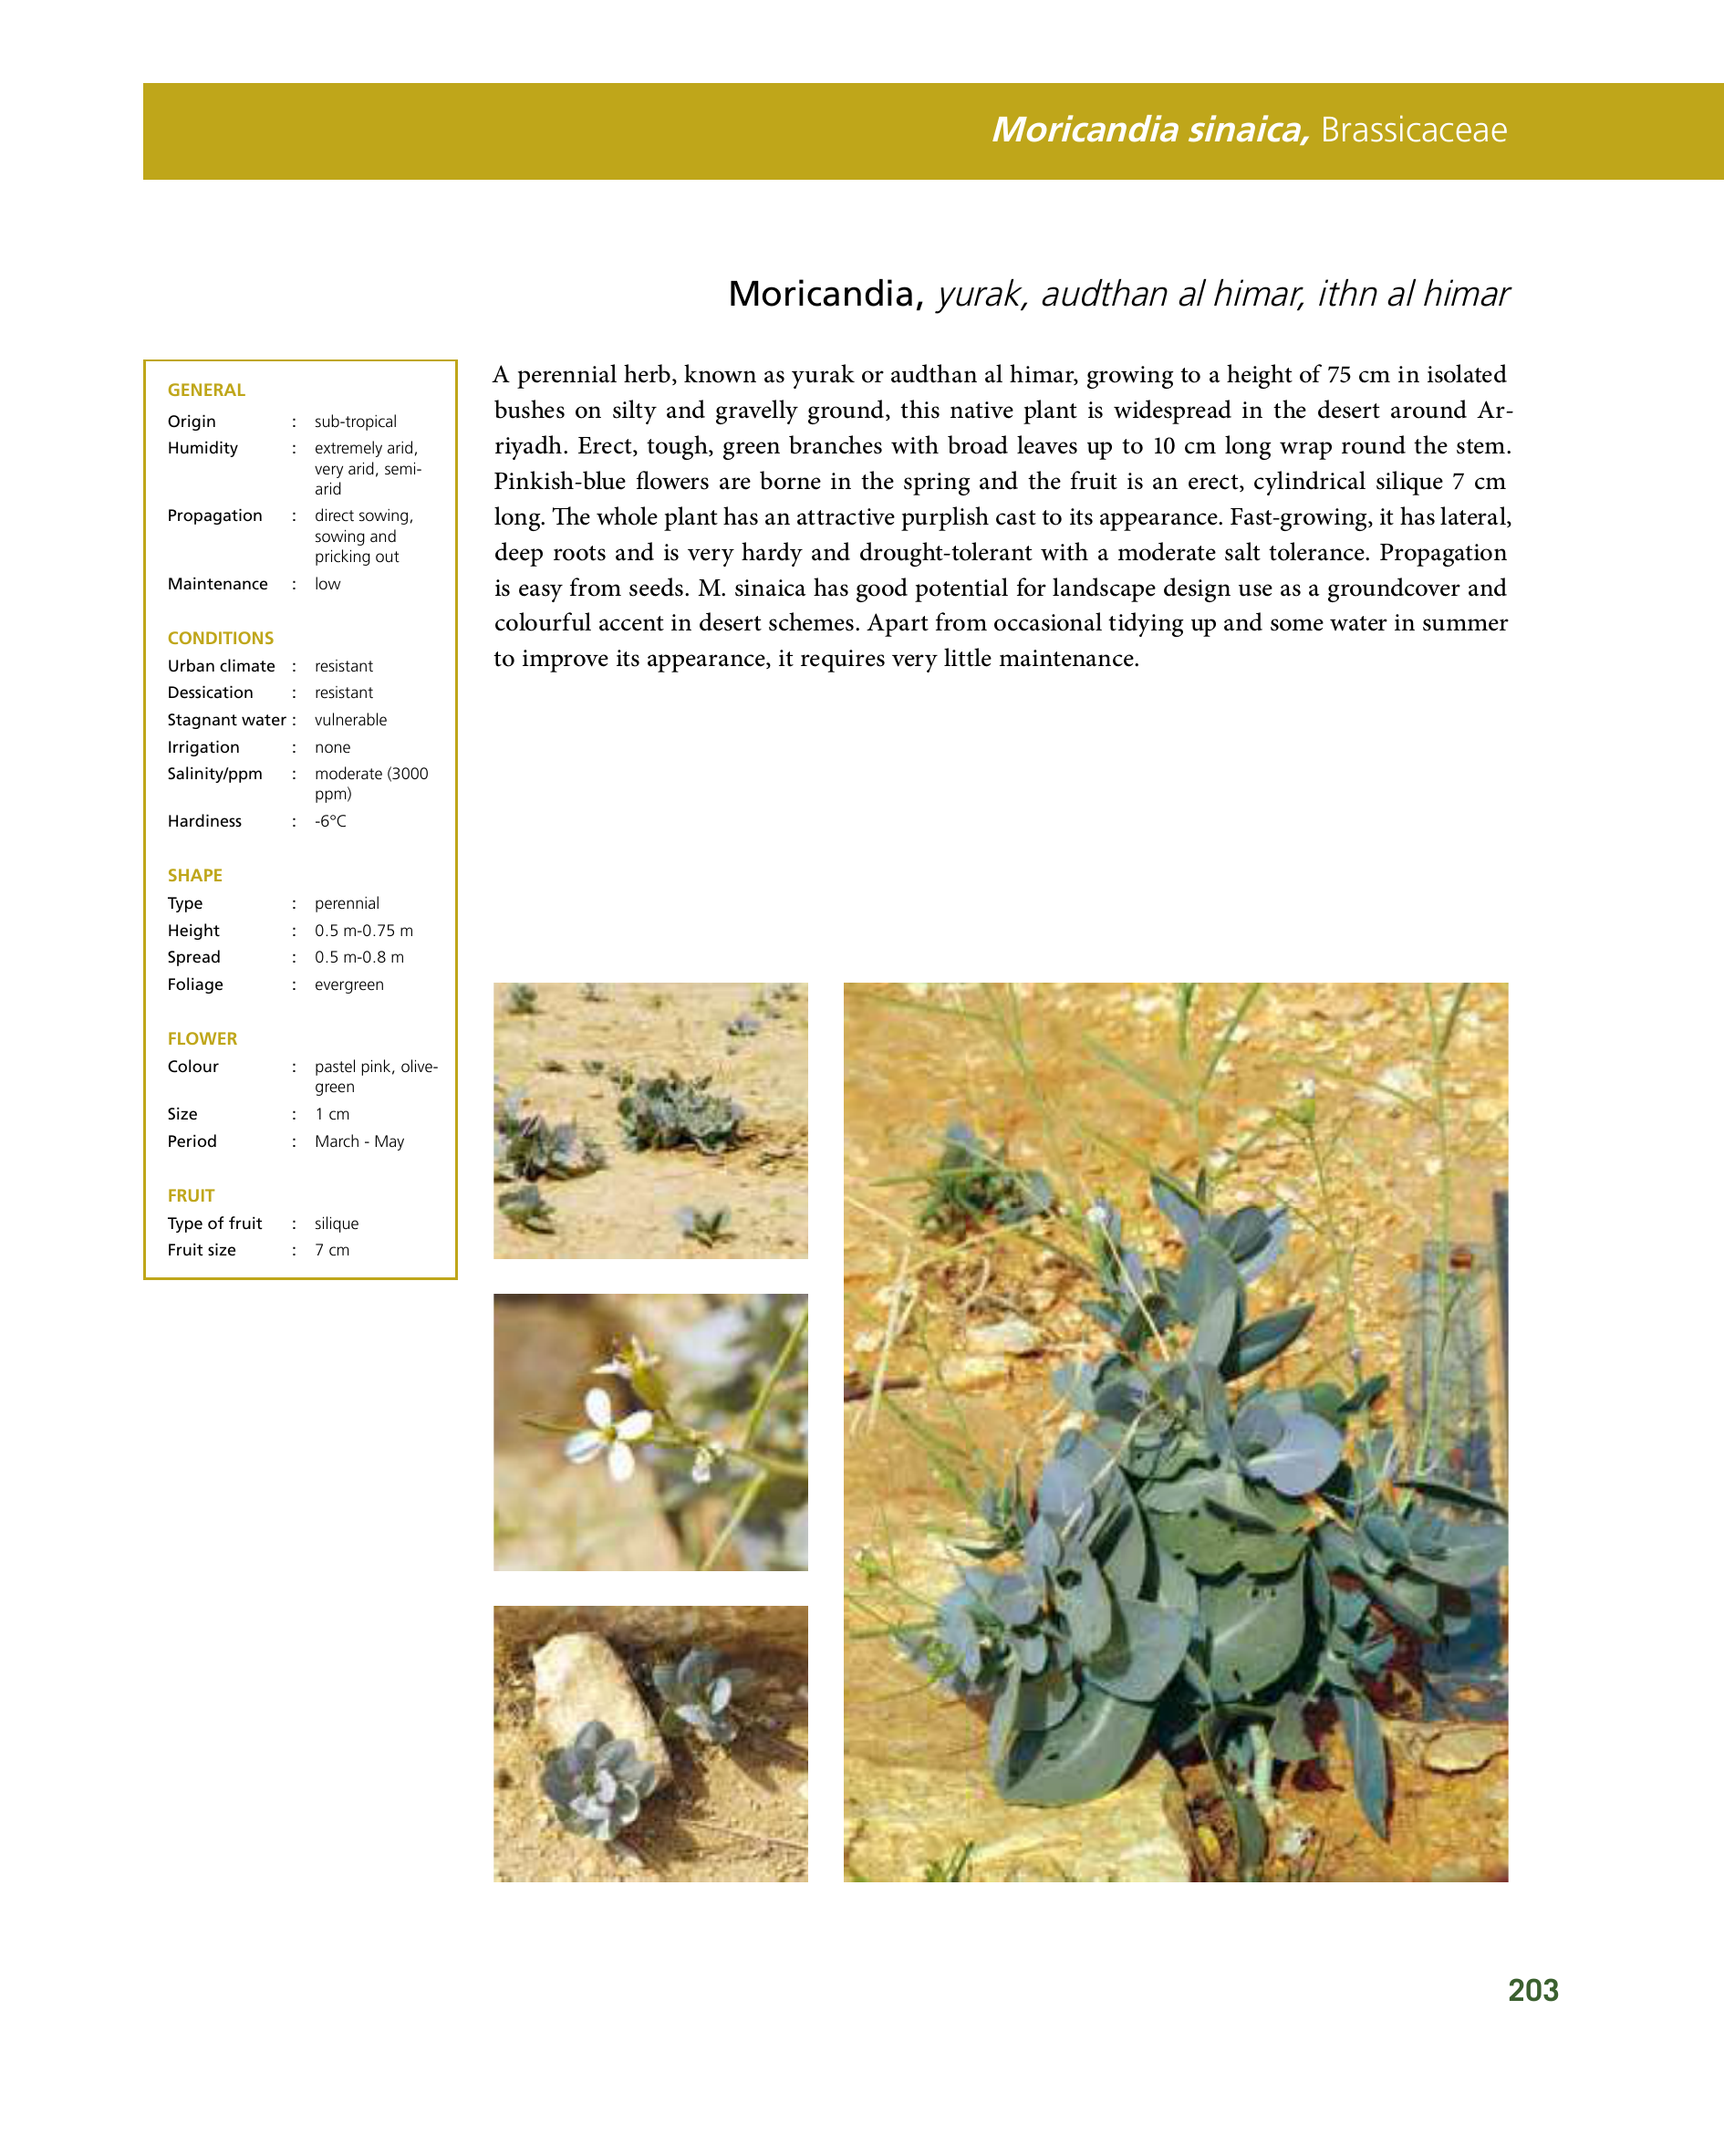 Moricandia sinaica, Brassicaceae
Moricandia, yurak, audthan al himar, ithn al himar
GENERAL
Origin : sub-tropical
Humidity : extremely arid,
very arid, semi-
arid
Propagation : direct sowing,
sowing and
pricking out
Maintenance : low
CONDITIONS
Urban climate : resistant
Dessication : resistant
Stagnant water : vulnerable
Irrigation : none
Salinity/ppm : moderate (3000
ppm)
Hardiness : -6°C
SHAPE
Type : perennial
Height : 0.5 m-0.75 m
Spread : 0.5 m-0.8 m
Foliage : evergreen
FLOWER
Colour : pastel pink, olive-
green
Size : 1 cm
Period : March - May
FRUIT
Type of fruit : silique
Fruit size : 7 cm
A perennial herb, known as yurak or audthan al himar, growing to a height of 75 cm in isolated
bushes on silty and gravelly ground, this native plant is widespread in the desert around Ar-
riyadh. Erect, tough, green branches with broad leaves up to 10 cm long wrap round the stem.
Pinkish-blue flowers are borne in the spring and the fruit is an erect, cylindrical silique 7 cm
long. The whole plant has an attractive purplish cast to its appearance. Fast-growing, it has lateral,
deep roots and is very hardy and drought-tolerant with a moderate salt tolerance. Propagation
is easy from seeds. M. sinaica has good potential for landscape design use as a groundcover and
colourful accent in desert schemes. Apart from occasional tidying up and some water in summer
to improve its appearance, it requires very little maintenance.
203